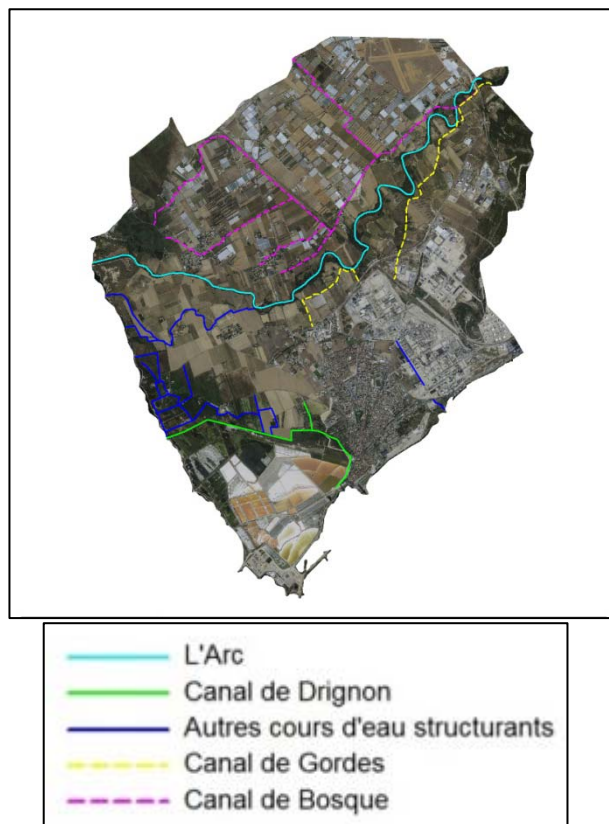 L'Arc
Canal de Drignon
Autres cours d'eau structurants
Canal de Gordes
Canal de Bosque